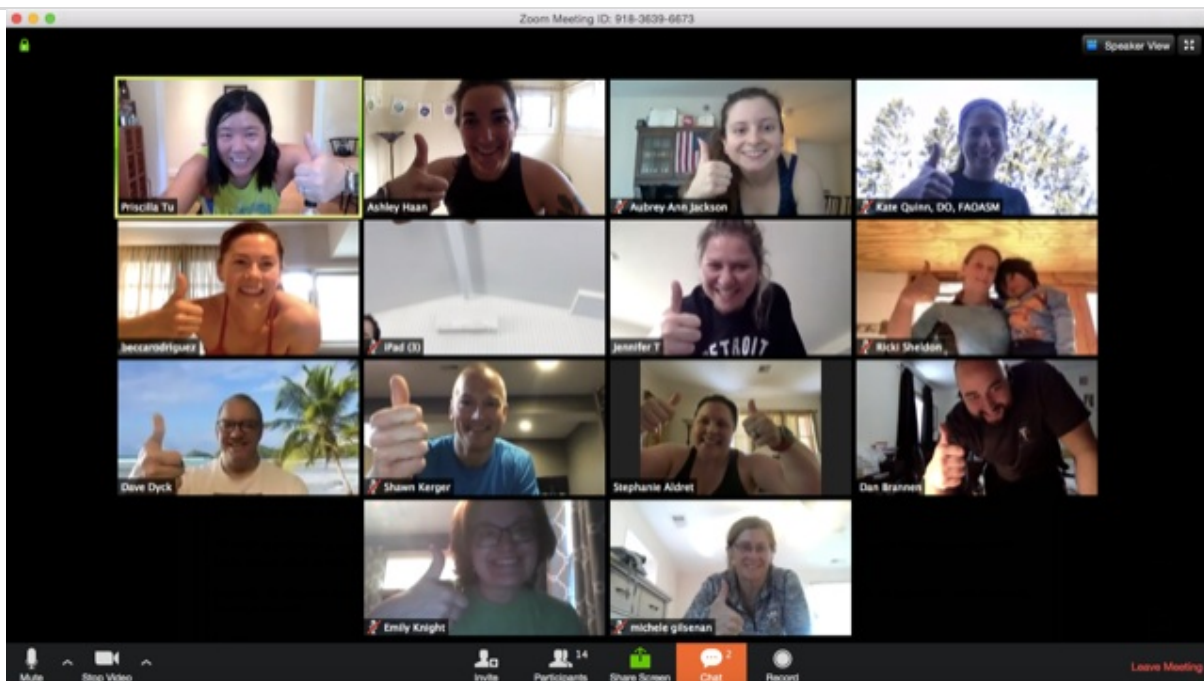 Zoom Meeting ID: 918-3639-6673
Speaker View
Priscilla Tu
Ashley Haan
Aubrey Ann Jackson
Kate Quinn, DO, FAOASM
beccarodriguez
iPad (3)
Jennifer T
ETROIT
Ricki Sheldon
Dave Dyck
Shawn Kerger
Stephanie Aldret
Dan Brannen
Emily Knight
michele gilsenan
14
2
Mute
Stop Video
Invite
Participants
Share Screen
Chat
Record
Leave Meeting